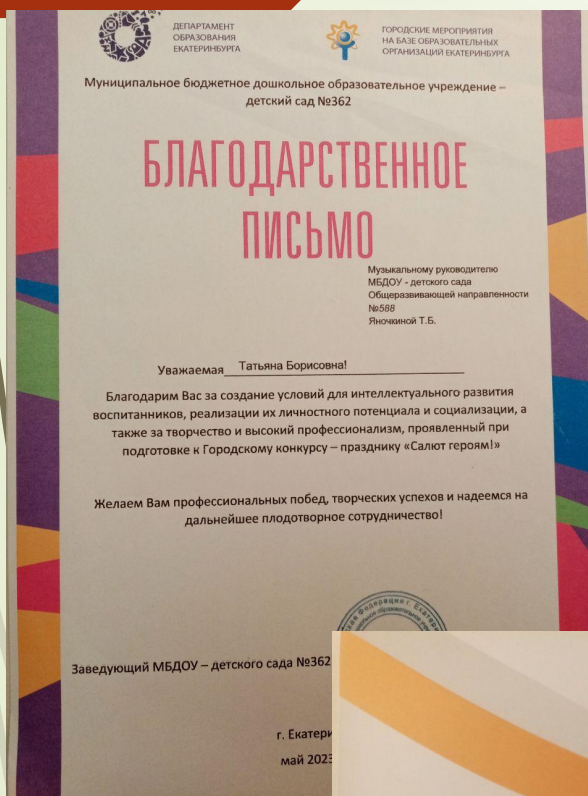 ДЕПАРТАМЕНТ
ОБРАЗОВАНИЯ
ЕКАТЕРИНБУРГА
ГОРОДСКИЕ МЕРОПРИЯТИЯ
НА БАЗЕ ОБРАЗОВАТЕЛЬНЫХ
ОРГАНИЗАЦИЙ ЕКАТЕРИНБУРГА
Муниципальное бюджетное дошкольное образовательное учреждение –
детский сад №362
БЛАГОДАРСТВЕННОЕ
ПИСЬМО
Музыкальному руководителю
МБДОУ - детского сада
Общеразвивающей направленности
№588
Яночкиной Т.Б.
Уважаемая Татьяна Борисовна!
Благодарим Вас за создание условий для интеллектуального развития
воспитанников, реализации их личностного потенциала и социализации, а
также за творчество и высокий профессионализм, проявленный при
подготовке к Городскому конкурсу – празднику «Салют героям!»
Желаем Вам профессиональных побед, творческих успехов и надеемся на
дальнейшее плодотворное сотрудничество!
Федерация г.
Заведующий МБДОУ – детского сада №362
г.
май 2023